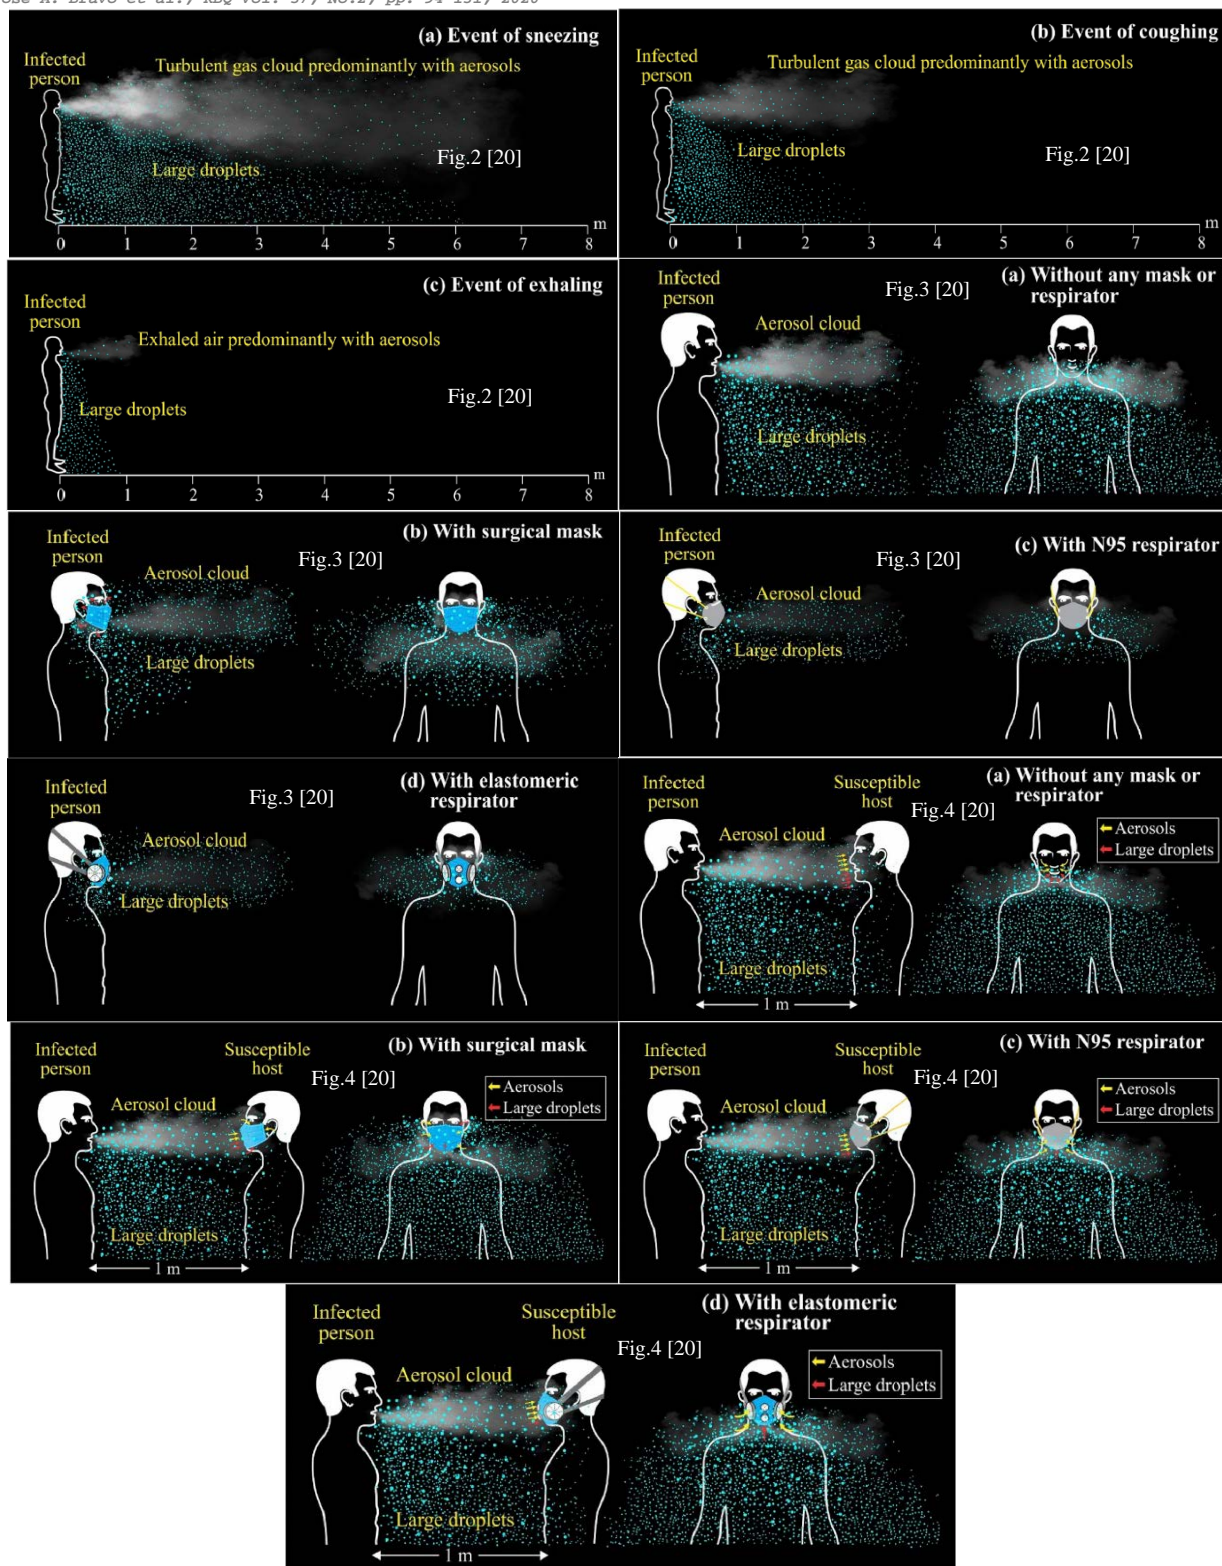 (a) Event of sneezing
Infected
person
Turbulent gas cloud predominantly with aerosols
Large droplets
Fig.2 [20]
m
0 1 2 3 4 5 6 7 8
(b) Event of coughing
Infected
person
Turbulent gas cloud predominantly with aerosols
Large droplets
Fig.2 [20]
m
0 1 2 3 4 5 6 7 8
(c) Event of exhaling
Infected
person
Exhaled air predominantly with aerosols
Large droplets
Fig.2 [20]
m
0 1 2 3 4 5 6 7 8
(a) Without any mask or
respirator
Infected
person
Fig.3 [20]
Aerosol cloud
Large droplets
(b) With surgical mask
Infected
person
Fig.3 [20]
Aerosol cloud
Large droplets
(c) With N95 respirator
Infected
person
Fig.3 [20]
Aerosol cloud
Large droplets
(d) With elastomeric
respirator
Infected
person
Fig.3 [20]
Aerosol cloud
Large droplets
(a) Without any mask or
respirator
Infected
person
Susceptible
host
Fig.4 [20]
Aerosol cloud
Aerosols
Large droplets
Large droplets
1 m
(b) With surgical mask
Infected
person
Susceptible
host
Fig.4 [20]
Aerosol cloud
Aerosols
Large droplets
Large droplets
1 m
(c) With N95 respirator
Infected
person
Susceptible
host
Fig.4 [20]
Aerosol cloud
Aerosols
Large droplets
Large droplets
1 m
(d) With elastomeric
respirator
Infected
person
Susceptible
host
Fig.4 [20]
Aerosol cloud
Aerosols
Large droplets
Large droplets
1 m